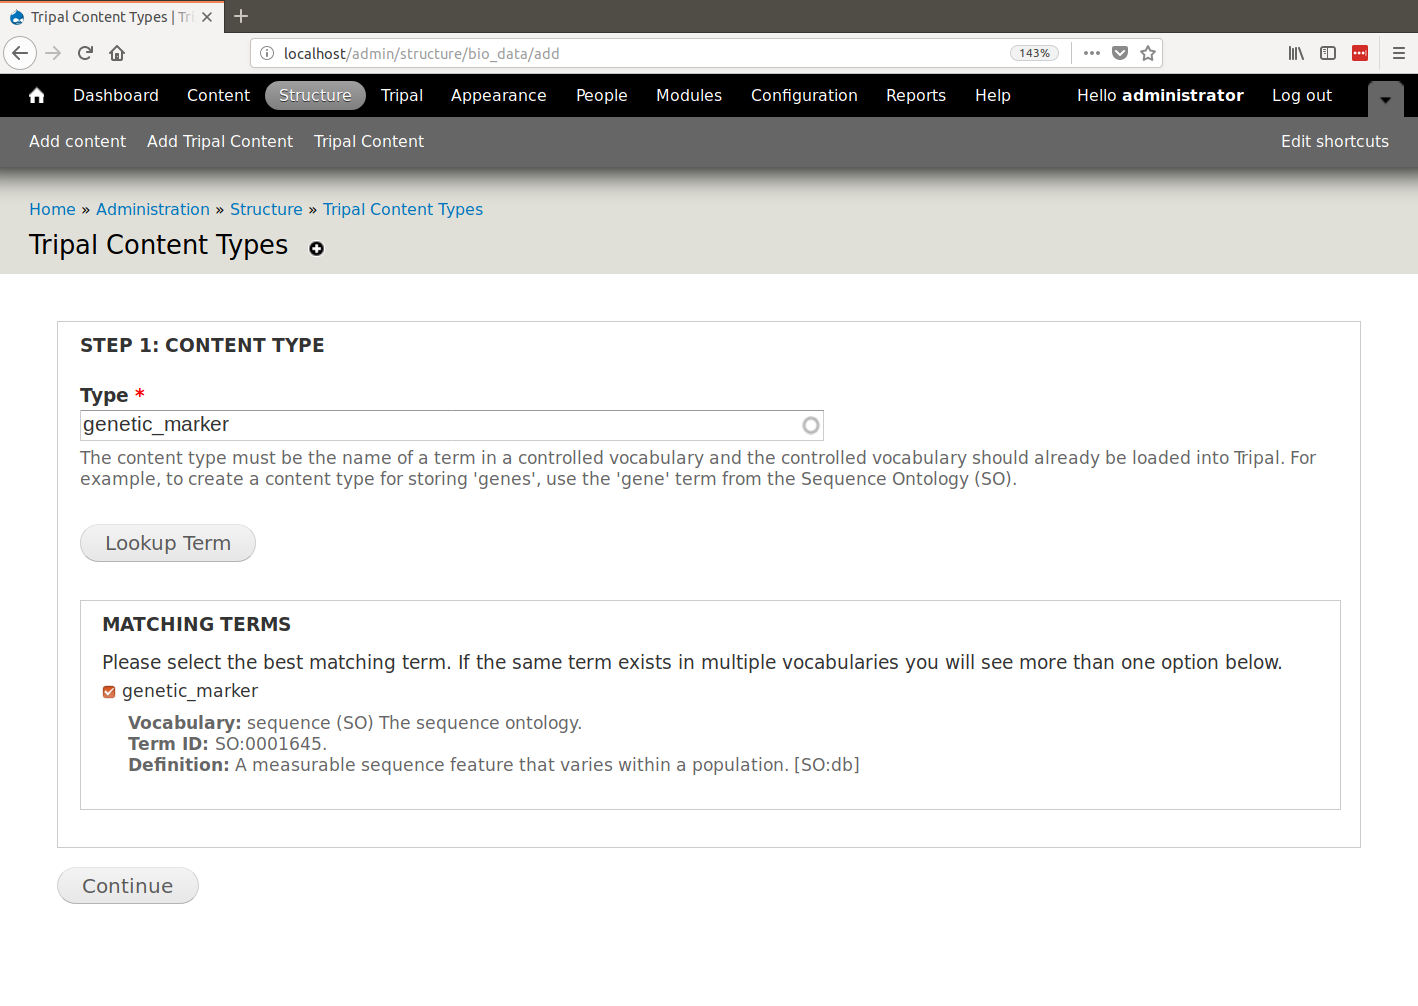 Tripal Content Types | Tri
localhost/admin/structure/bio_data/add
143%
Dashboard Content Structure Tripal Appearance People Modules Configuration Reports Help Hello administrator Log out
Add content Add Tripal Content Tripal Content Edit shortcuts
Home » Administration » Structure » Tripal Content Types
Tripal Content Types
STEP 1: CONTENT TYPE
Type *
genetic_marker
The content type must be the name of a term in a controlled vocabulary and the controlled vocabulary should already be loaded into Tripal. For
example, to create a content type for storing 'genes', use the 'gene' term from the Sequence Ontology (SO).
Lookup Term
MATCHING TERMS
Please select the best matching term. If the same term exists in multiple vocabularies you will see more than one option below.
genetic_marker
Vocabulary: sequence (SO) The sequence ontology.
Term ID: SO:0001645.
Definition: A measurable sequence feature that varies within a population. [SO:db]
Continue